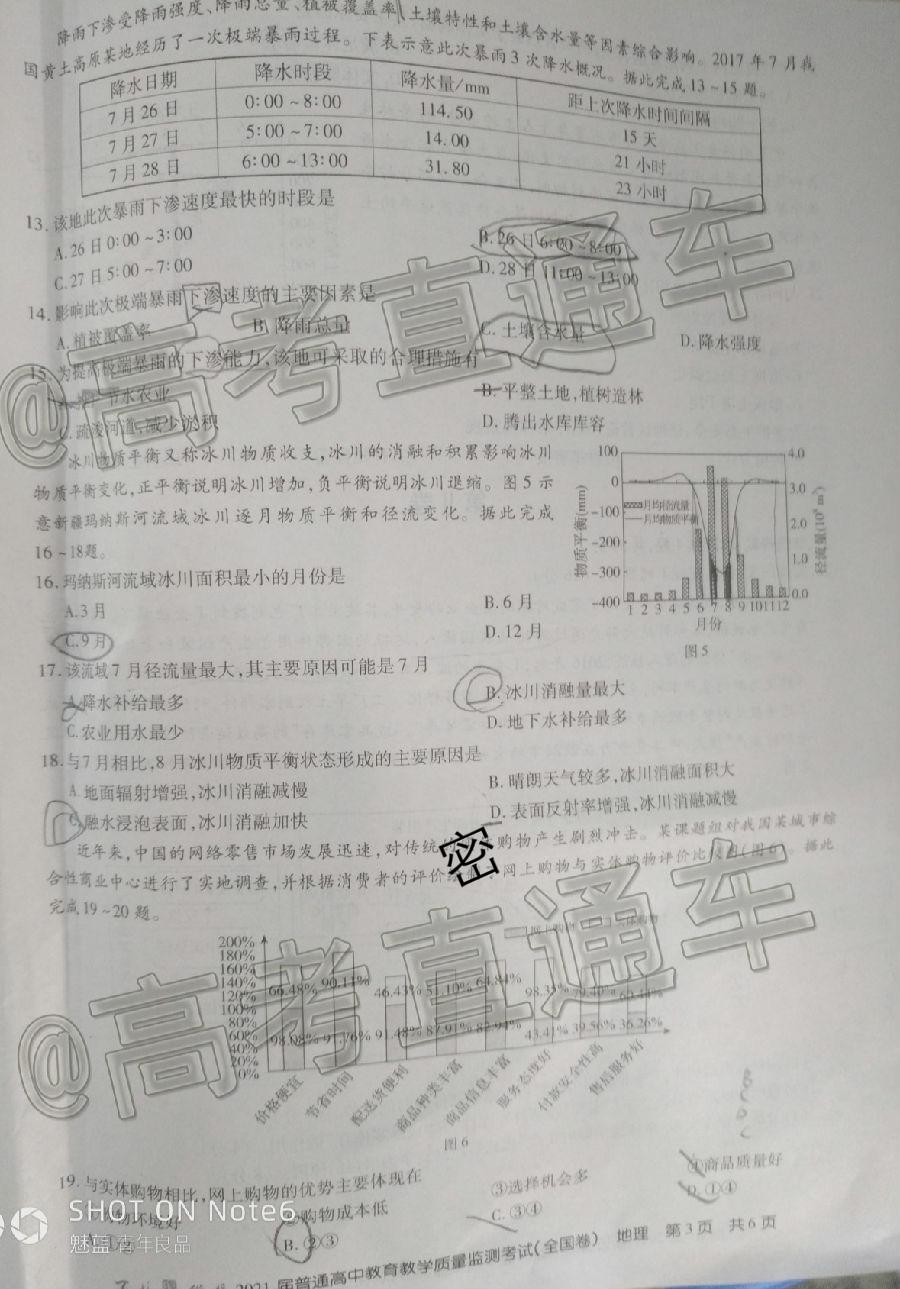 降雨下渗受降雨强度、降雨总量、植被覆盖率、土壤特性和土壤含水量等因素综合影响。2017年7月我
国黄土高原某地经历了一次极端暴雨过程。下表示意此次暴雨3次降水概况。据此完成13~15题。
降水日期 降水时段 降水量/mm 距上次降水时间间隔
7月26日 0:00~8:00 114.50 15天
7月27日 5:00~7:00 14.00 21小时
7月28日 6:00~13:00 31.80 23小时
13.该地此次暴雨下渗速度最快的时段是
A.26日0:00~3:00 B.26日6:00~8:00
C.27日5:00~7:00 D.28日11:00~13:00
14.影响此次极端暴雨下渗速度的主要因素是
A.植被覆盖率 B.降雨总量 C.土壤含水量 D.降水强度
15.为提高极端暴雨的下渗能力,该地可采取的合理措施有
节水农业 B.平整土地,植树造林
C.疏浚河道,减少淤积 D.腾出水库库容
冰川物质平衡又称冰川物质收支,冰川的消融和积累影响冰川
物质平衡变化,正平衡说明冰川增加,负平衡说明冰川退缩。图5示
意新疆玛纳斯河流域冰川逐月物质平衡和径流变化。据此完成
16~18题。
16.玛纳斯河流域冰川面积最小的月份是
A.3月 B.6月
C.9月 D.12月
100 0 -100 -200 -300 -400
物质平衡(mm)
月均径流量
月均物质平衡
4.0 3.0 2.0 1.0 0.0
1 2 3 4 5 6 7 8 9 10 11 12
月份
图5
17.该流域7月径流量最大,其主要原因可能是7月
A.降水补给最多 B.冰川消融量最大
C.农业用水最少 D.地下水补给最多
18.与7月相比,8月冰川物质平衡状态形成的主要原因是
A.地面辐射增强,冰川消融减慢 B.晴朗天气较多,冰川消融面积大
C.融水浸泡表面,冰川消融加快 D.表面反射率增强,冰川消融减慢
近年来,中国的网络零售市场发展迅速,对传统的 购物产生剧烈冲击。某课题组对我国某城市综
合性商业中心进行了实地调查,并根据消费者的评价 网上购物与实体购物评价比 图(图6)。据此
完成19~20题。
密
200% 180% 160% 140% 120% 100% 80% 60% 40% 20% 0%
66.48% 90.11% 46.43% 51.10% 64.84% 98.35% 79.40%
98.08% 91.76% 91.48% 87.91% 82.94% 43.41% 39.56% 36.26%
价格便宜 节省时间 配送货便利 商品种类丰富 商品信息丰富 服务态度好 付款安全性高 售后服务好
图6
19.与实体购物相比,网上购物的优势主要体现在
购物环境好 购物成本低 ③选择机会多 ④商品质量好
B.②③ C.③④ D.①④
2021届普通高中教育教学质量监测考试(全国卷) 地理 第3页 共6页
@高考直通车
@高考直通车
SHOT ON Note6
魅蓝·青年良品